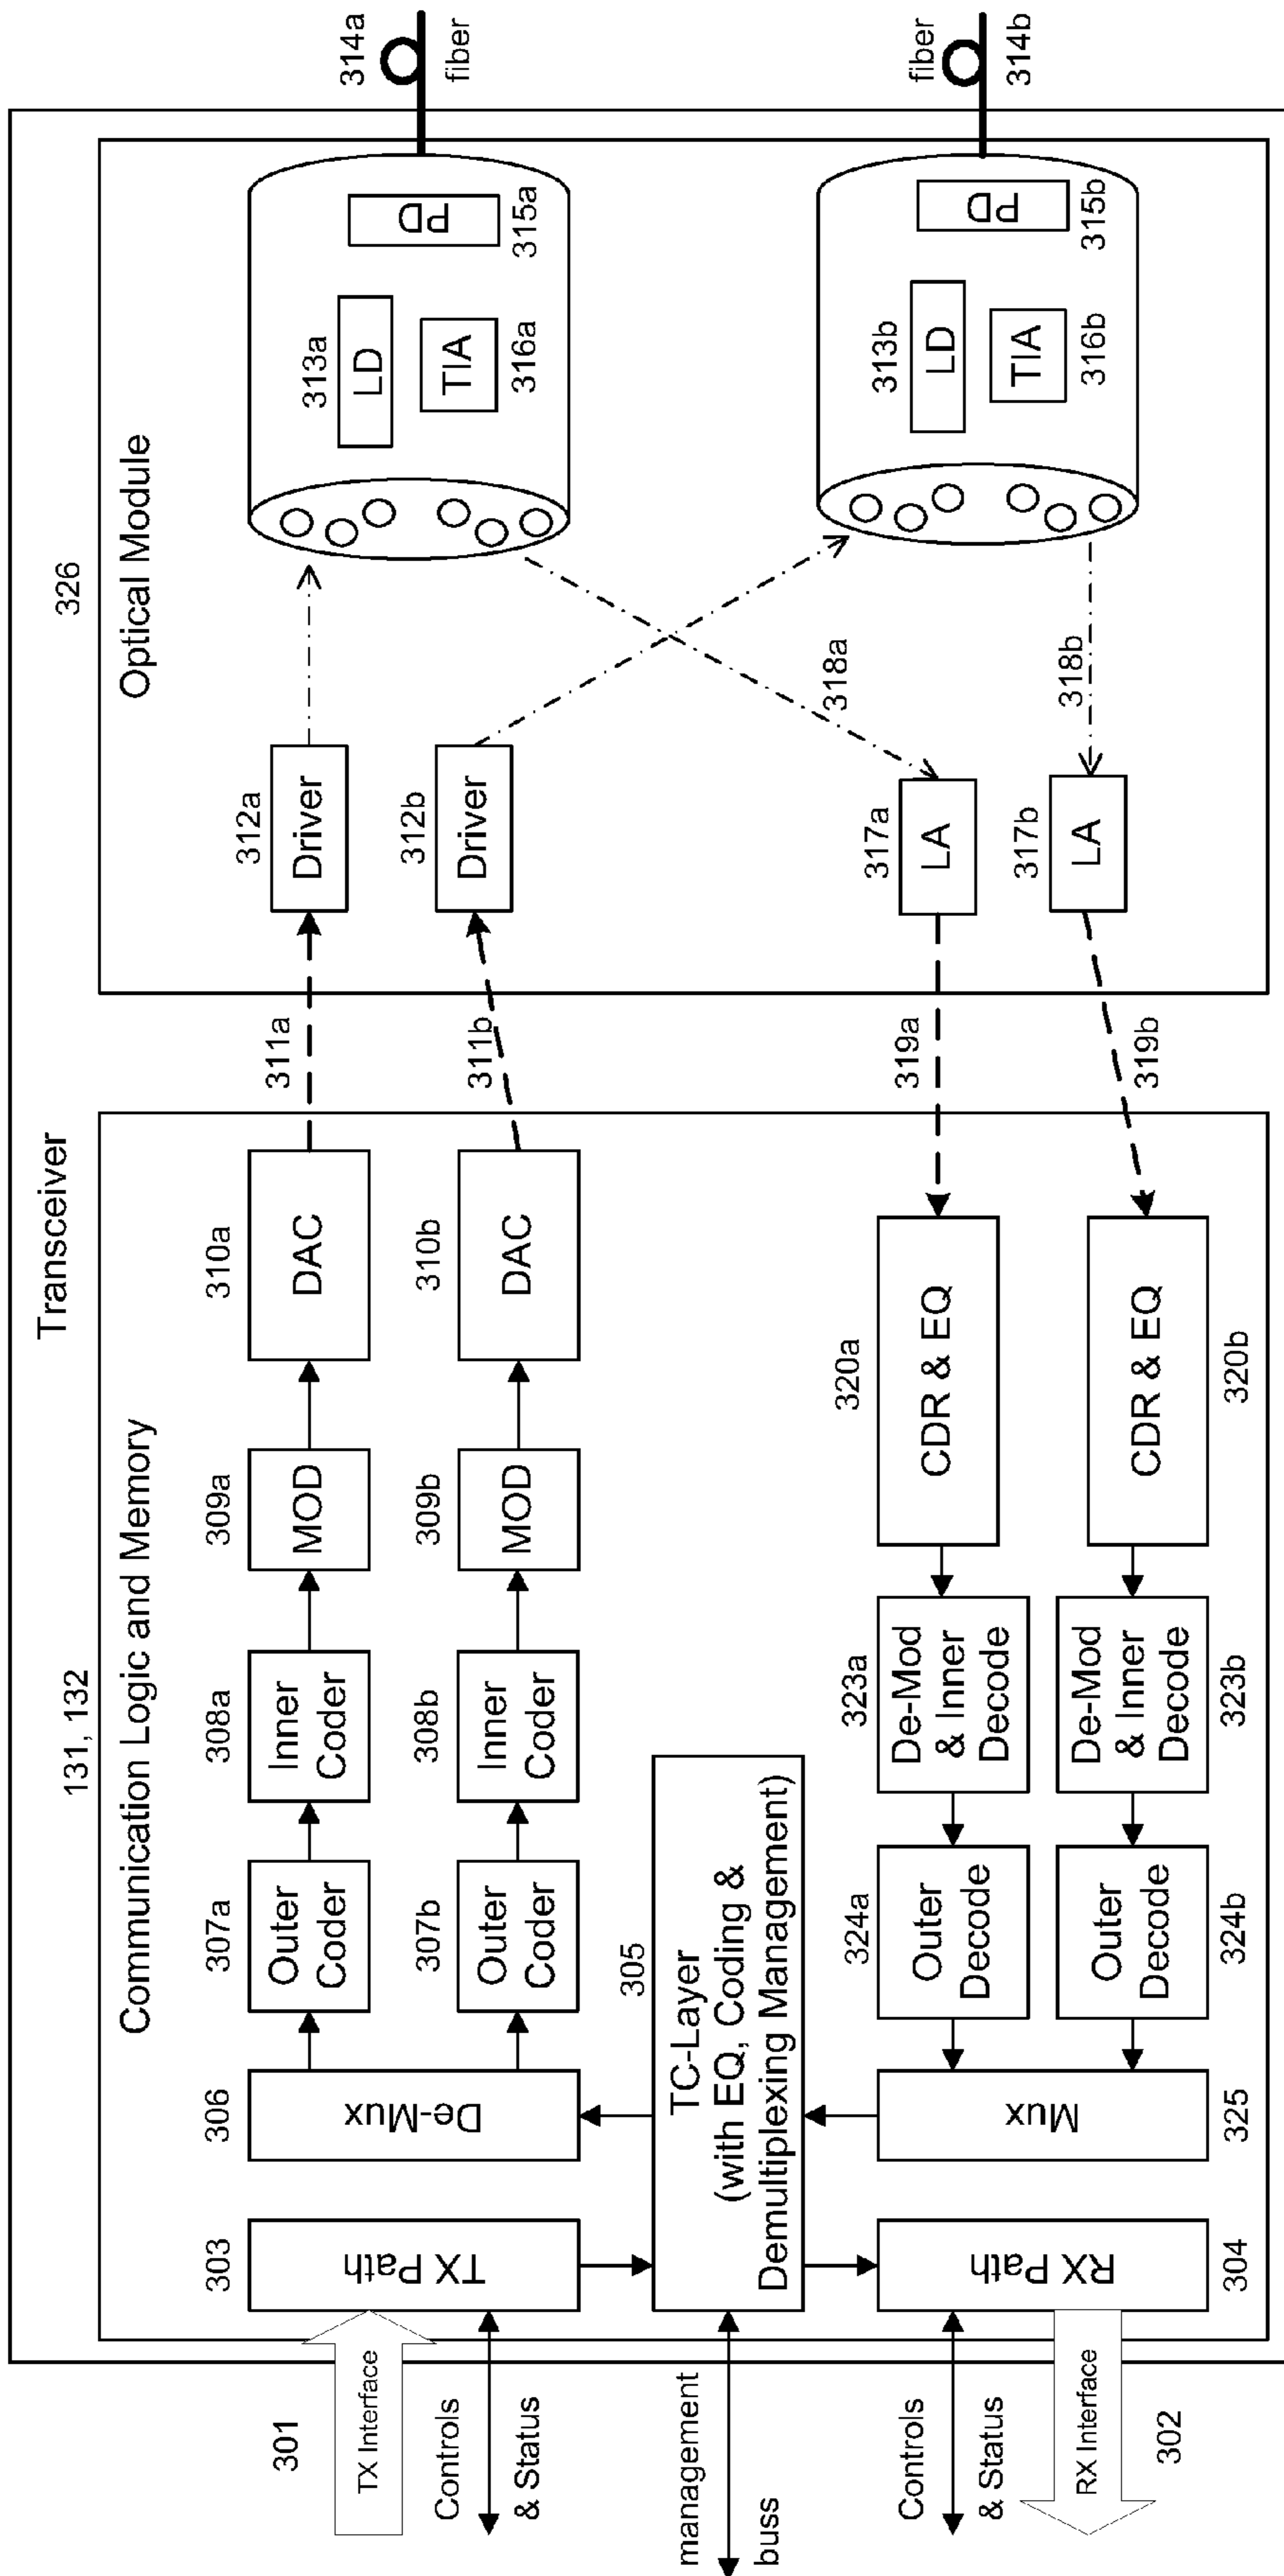 Transceiver
131, 132
Communication Logic and Memory
326
Optical Module
301
TX Interface
Controls
& Status
management
buss
Controls
& Status
RX Interface
302
303
TX Path
306
De-Mux
305
TC-Layer
(with EQ, Coding &
Demultiplexing Management)
RX Path
304
Mux
325
307a
Outer
Coder
308a
Inner
Coder
309a
MOD
310a
DAC
311a
312a
Driver
307b
Outer
Coder
308b
Inner
Coder
309b
MOD
310b
DAC
311b
312b
Driver
313a
LD
TIA
316a
PD
315a
314a
fiber
313b
LD
TIA
316b
PD
315b
fiber
314b
318a
318b
317a
LA
317b
LA
319a
319b
320a
CDR & EQ
CDR & EQ
320b
323a
De-Mod
& Inner
Decode
De-Mod
& Inner
Decode
323b
324a
Outer
Decode
Outer
Decode
324b